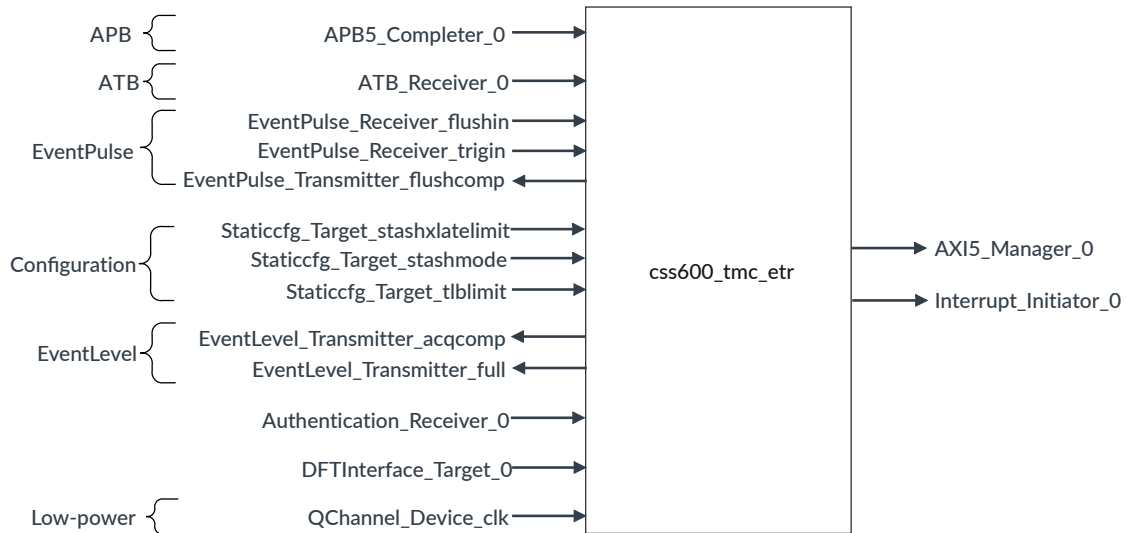 APB
APB5_Completer_0
ATB
ATB_Receiver_0
EventPulse
EventPulse_Receiver_flushin
EventPulse_Receiver_trigin
EventPulse_Transmitter_flushcomp
Configuration
Staticcfg_Target_stashxlatelimit
Staticcfg_Target_stashmode
Staticcfg_Target_tlblimit
EventLevel
EventLevel_Transmitter_acqcomp
EventLevel_Transmitter_full
Authentication_Receiver_0
DFTInterface_Target_0
Low-power
QChannel_Device_clk
css600_tmc_etr
AXI5_Manager_0
Interrupt_Initiator_0